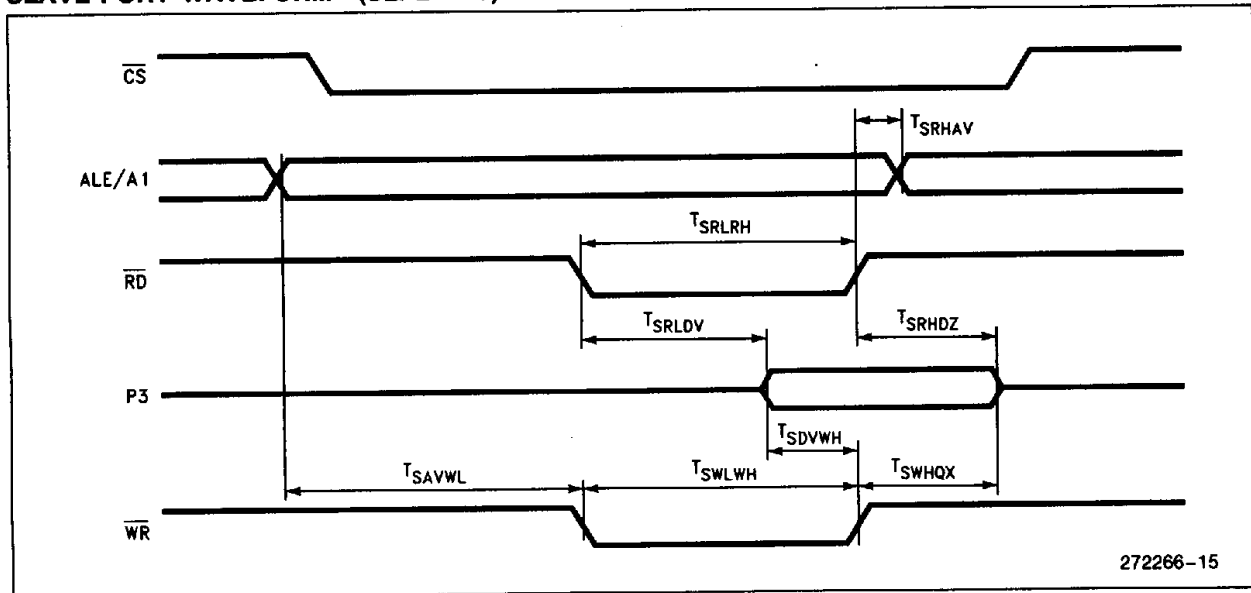 CS
T_SRHAV
ALE/A1
T_SRLRH
RD
T_SRLDV
T_SRHDZ
P3
T_SDVWH
T_SAVWL
T_SWLWH
T_SWHQX
WR
272266-15